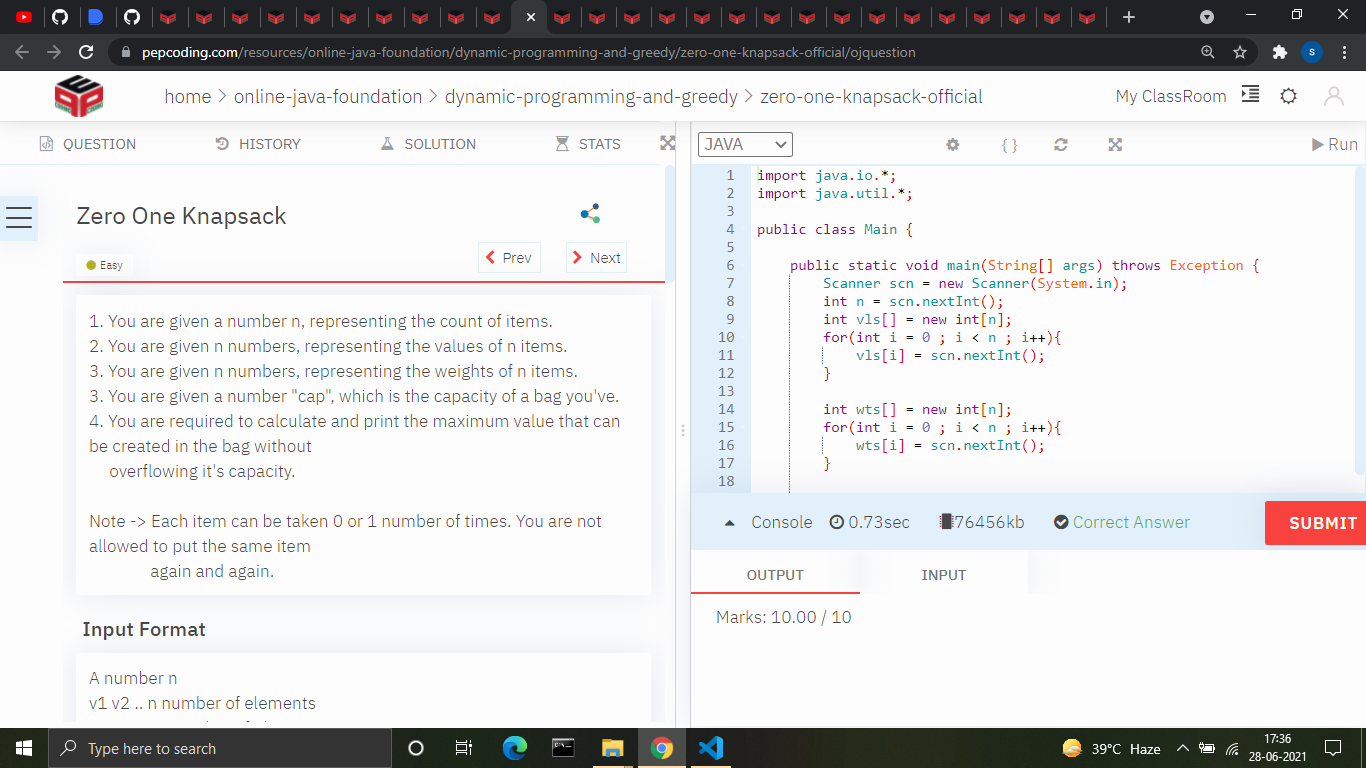 pepcoding.com/resources/online-java-foundation/dynamic-programming-and-greedy/zero-one-knapsack-official/ojquestion
S
home > online-java-foundation > dynamic-programming-and-greedy > zero-one-knapsack-official
My ClassRoom
QUESTION
HISTORY
SOLUTION
STATS
JAVA
{ }
Run
Zero One Knapsack
Easy
Prev
Next
1. You are given a number n, representing the count of items.
2. You are given n numbers, representing the values of n items.
3. You are given n numbers, representing the weights of n items.
3. You are given a number "cap", which is the capacity of a bag you've.
4. You are required to calculate and print the maximum value that can
be created in the bag without
overflowing it's capacity.
Note -> Each item can be taken 0 or 1 number of times. You are not
allowed to put the same item
again and again.
Input Format
A number n
v1 v2 .. n number of elements
1 import java.io.*;
2 import java.util.*;
3
4 public class Main {
5
6 public static void main(String[] args) throws Exception {
7 Scanner scn = new Scanner(System.in);
8 int n = scn.nextInt();
9 int vls[] = new int[n];
10 for(int i = 0 ; i < n ; i++){
11 vls[i] = scn.nextInt();
12 }
13
14 int wts[] = new int[n];
15 for(int i = 0 ; i < n ; i++){
16 wts[i] = scn.nextInt();
17 }
18
Console
0.73sec
76456kb
Correct Answer
SUBMIT
OUTPUT
INPUT
Marks: 10.00 / 10
Type here to search
39°C Haze
17:36
28-06-2021